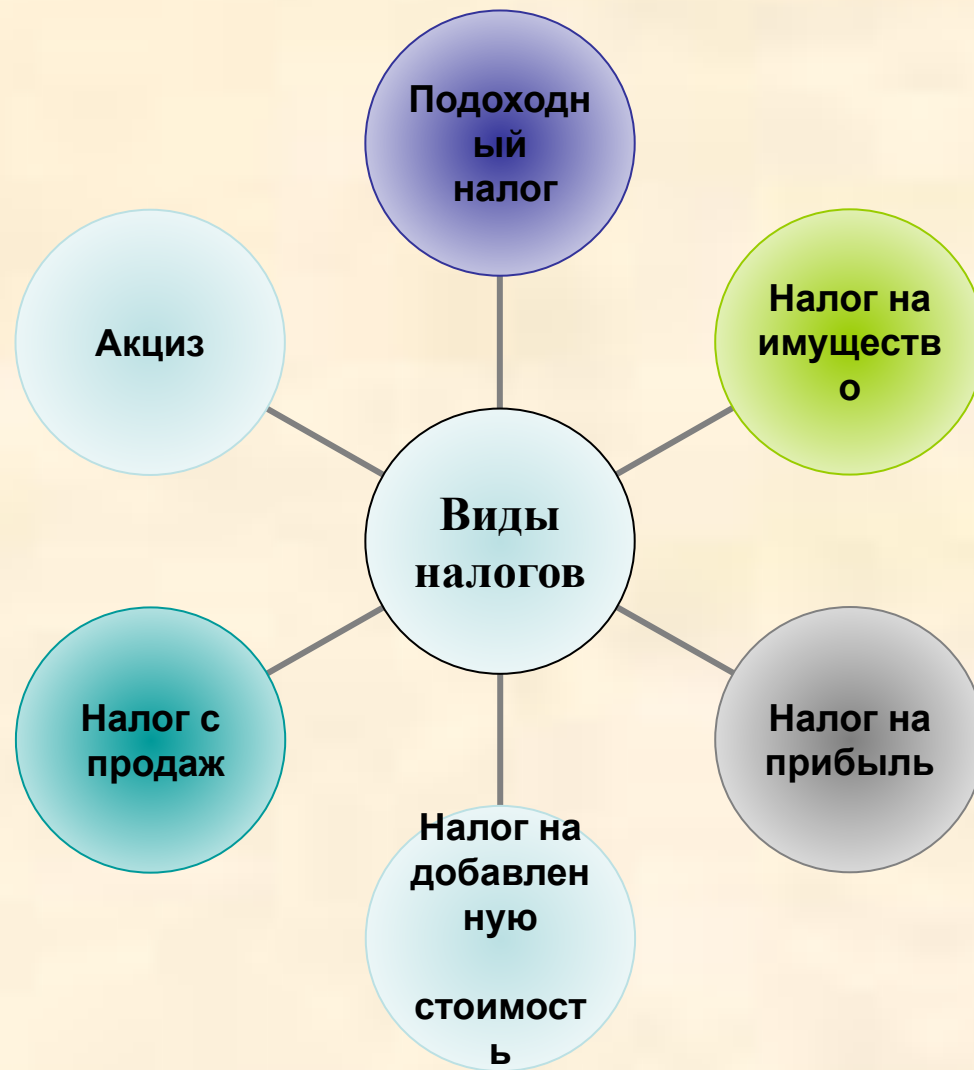 Подоходн
ый
налог
Акциз
Налог на
имуществ
о
Виды
налогов
Налог с
продаж
Налог на
прибыль
Налог на
добавлен
ную
стоимост
ь